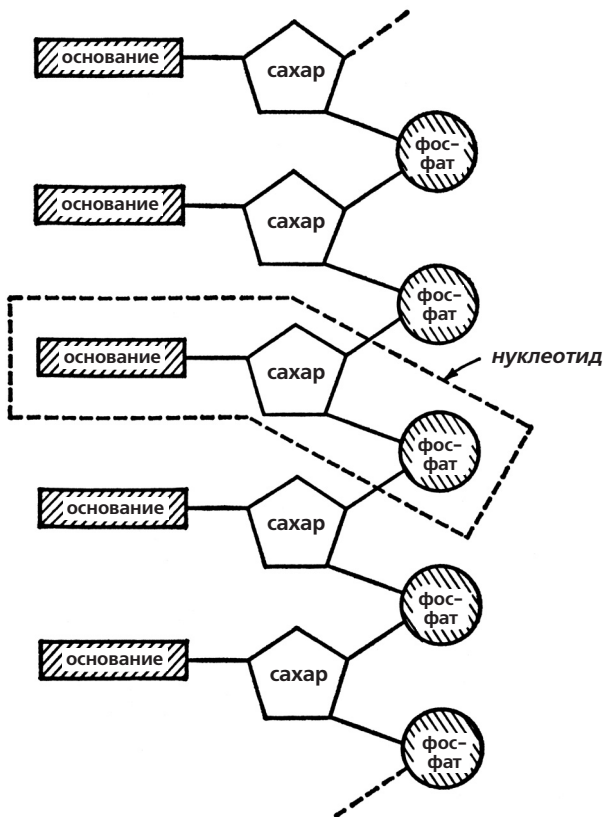 основание
сахар
фос–
фат
основание
сахар
фос–
фат
основание
сахар
нуклеотид
фос–
фат
основание
сахар
фос–
фат
основание
сахар
фос–
фат